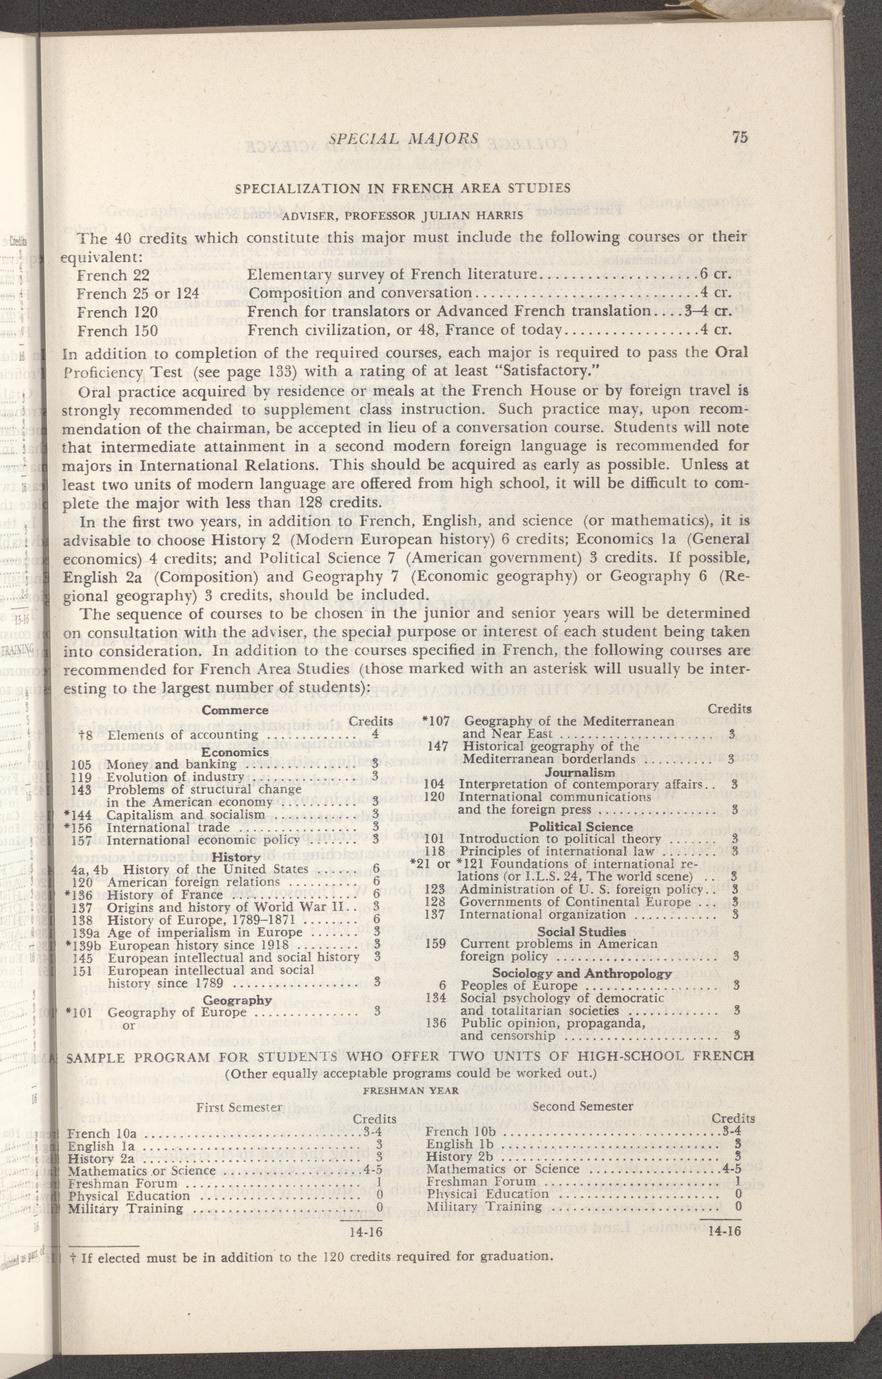 SPECIAL MAJORS 75
SPECIALIZATION IN FRENCH AREA STUDIES
ADVISER, PROFESSOR JULIAN HARRIS
The 40 credits which constitute this major must include the following courses or their
equivalent:
French 22 Elementary survey of French literature....................6 cr.
French 25 or 124 Composition and conversation...........................4 cr.
French 120 French for translators or Advanced French translation....3–4 cr.
French 150 French civilization, or 48, France of today.................4 cr.
In addition to completion of the required courses, each major is required to pass the Oral
Proficiency Test (see page 133) with a rating of at least “Satisfactory.”
Oral practice acquired by residence or meals at the French House or by foreign travel is
strongly recommended to supplement class instruction. Such practice may, upon recom-
mendation of the chairman, be accepted in lieu of a conversation course. Students will note
that intermediate attainment in a second modern foreign language is recommended for
majors in International Relations. This should be acquired as early as possible. Unless at
least two units of modern language are offered from high school, it will be difficult to com-
plete the major with less than 128 credits.
In the first two years, in addition to French, English, and science (or mathematics), it is
advisable to choose History 2 (Modern European history) 6 credits; Economics 1a (General
economics) 4 credits; and Political Science 7 (American government) 3 credits. If possible,
English 2a (Composition) and Geography 7 (Economic geography) or Geography 6 (Re-
gional geography) 3 credits, should be included.
The sequence of courses to be chosen in the junior and senior years will be determined
on consultation with the adviser, the special purpose or interest of each student being taken
into consideration. In addition to the courses specified in French, the following courses are
recommended for French Area Studies (those marked with an asterisk will usually be inter-
esting to the largest number of students):
Commerce
Credits
†8 Elements of accounting ............. 4
Economics
105 Money and banking ................ 3
119 Evolution of industry ............... 3
143 Problems of structural change
in the American economy ........... 3
*144 Capitalism and socialism ............ 3
*156 International trade ................. 3
157 International economic policy ....... 3
History
4a, 4b History of the United States ...... 6
120 American foreign relations .......... 6
*136 History of France .................. 6
137 Origins and history of World War II.. 3
138 History of Europe, 1789–1871 ........ 6
139a Age of imperialism in Europe ....... 3
*139b European history since 1918 ......... 3
145 European intellectual and social history 3
151 European intellectual and social
history since 1789 .................. 3
Geography
*101 Geography of Europe ............... 3
or
Credits
*107 Geography of the Mediterranean
and Near East ...................... 3
147 Historical geography of the
Mediterranean borderlands .......... 3
Journalism
104 Interpretation of contemporary affairs.. 3
120 International communications
and the foreign press ............... 3
Political Science
101 Introduction to political theory ....... 3
118 Principles of international law ........ 3
*21 or *121 Foundations of international re-
lations (or I.L.S. 24, The world scene) .. 3
123 Administration of U. S. foreign policy.. 3
128 Governments of Continental Europe ... 3
137 International organization ............ 3
Social Studies
159 Current problems in American
foreign policy ....................... 3
Sociology and Anthropology
6 Peoples of Europe ................... 3
134 Social psychology of democratic
and totalitarian societies ............. 3
136 Public opinion, propaganda,
and censorship ...................... 3
SAMPLE PROGRAM FOR STUDENTS WHO OFFER TWO UNITS OF HIGH-SCHOOL FRENCH
(Other equally acceptable programs could be worked out.)
FRESHMAN YEAR
First Semester
Credits
French 10a ............................3-4
English 1a ............................ 3
History 2a ............................ 3
Mathematics or Science ..................4-5
Freshman Forum ........................ 1
Physical Education ...................... 0
Military Training ....................... 0
14-16
Second Semester
Credits
French 10b ............................3-4
English 1b ............................ 3
History 2b ............................ 3
Mathematics or Science .................4-5
Freshman Forum ........................ 1
Physical Education ...................... 0
Military Training ....................... 0
14-16
† If elected must be in addition to the 120 credits required for graduation.
Credits
15-16
TRAINING